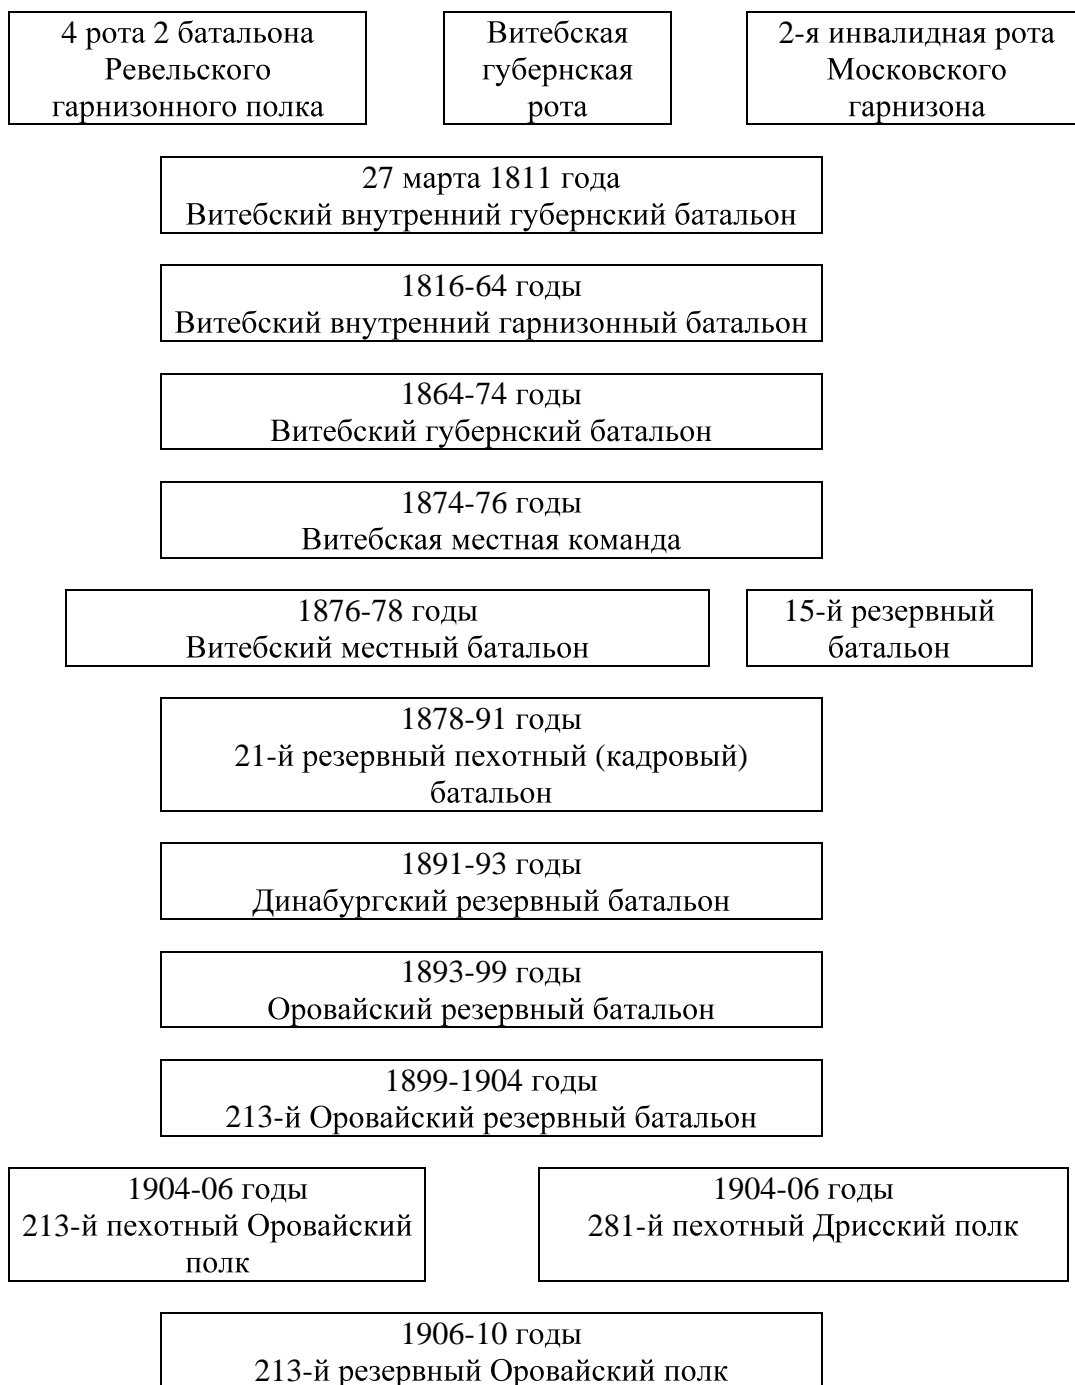 4 рота 2 батальона
Ревельского
гарнизонного полка
Витебская
губернская
рота
2-я инвалидная рота
Московского
гарнизона
27 марта 1811 года
Витебский внутренний губернский батальон
1816-64 годы
Витебский внутренний гарнизонный батальон
1864-74 годы
Витебский губернский батальон
1874-76 годы
Витебская местная команда
1876-78 годы
Витебский местный батальон
15-й резервный
батальон
1878-91 годы
21-й резервный пехотный (кадровый)
батальон
1891-93 годы
Динабургский резервный батальон
1893-99 годы
Оровайский резервный батальон
1899-1904 годы
213-й Оровайский резервный батальон
1904-06 годы
213-й пехотный Оровайский
полк
1904-06 годы
281-й пехотный Дрисский полк
1906-10 годы
213-й резервный Оровайский полк